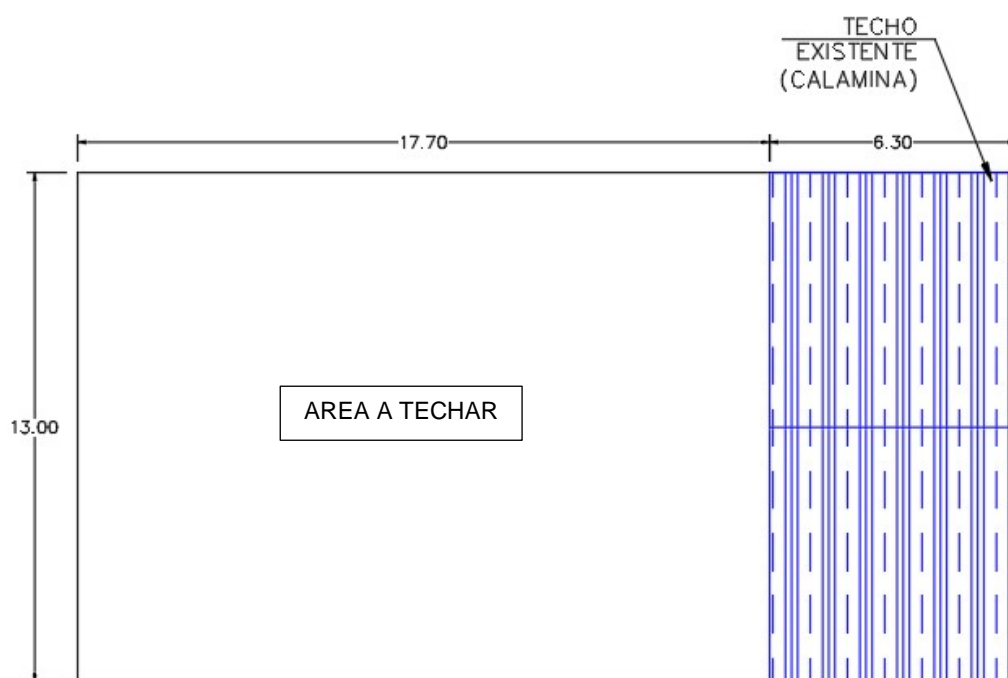 TECHO
EXISTENTE
(CALAMINA)
17.70
6.30
AREA A TECHAR
13.00